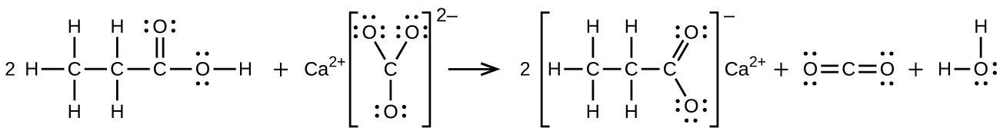 H H O O O H H O H
2 H–C–C–C–O–H + Ca²⁺ [C]²⁻ ⟶ 2 [H–C–C–C]⁻ Ca²⁺ + O=C=O + H–O
H H O H H O